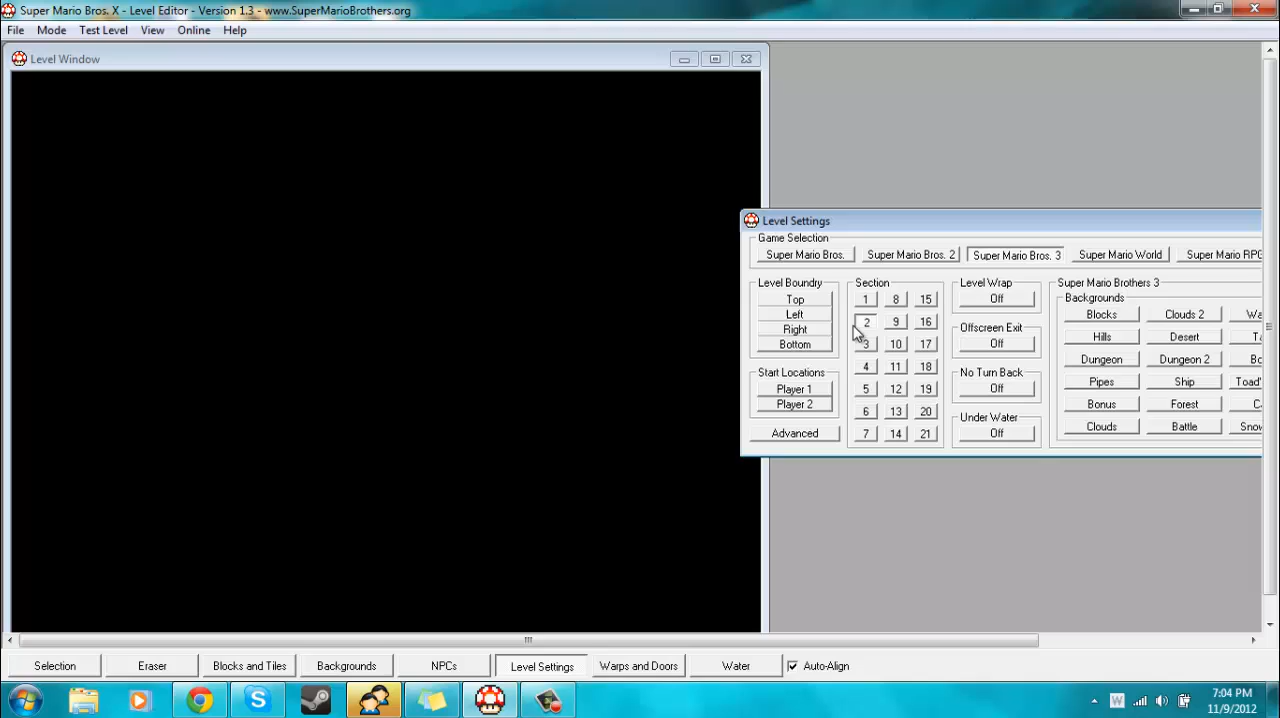 Super Mario Bros. X - Level Editor - Version 1.3 - www.SuperMarioBrothers.org
File Mode Test Level View Online Help
Level Window
Level Settings
Game Selection
Super Mario Bros. Super Mario Bros. 2 Super Mario Bros. 3 Super Mario World Super Mario RPG
Level Boundry
Top
Left
Right
Bottom
Start Locations
Player 1
Player 2
Advanced
Section
1 8 15
2 9 16
3 10 17
4 11 18
5 12 19
6 13 20
7 14 21
Level Wrap
Off
Offscreen Exit
Off
No Turn Back
Off
Under Water
Off
Super Mario Brothers 3
Backgrounds
Blocks Clouds 2
Hills Desert
Dungeon Dungeon 2
Pipes Ship
Bonus Forest
Clouds Battle
Selection Eraser Blocks and Tiles Backgrounds NPCs Level Settings Warps and Doors Water Auto-Align
7:04 PM
11/9/2012